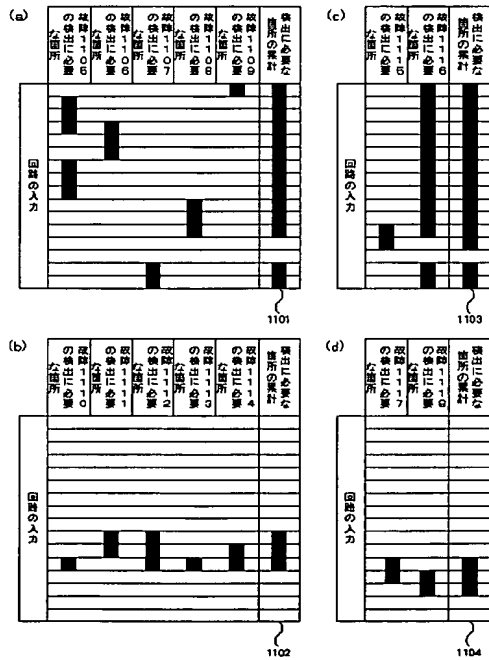 (a)
故障1105
の検出に必要
な箇所
故障1106
の検出に必要
な箇所
故障1107
の検出に必要
な箇所
故障1108
の検出に必要
な箇所
故障1109
の検出に必要
な箇所
検出に必要な
箇所の累計
回路の入力
1101
(c)
故障1115
の検出に必要
な箇所
故障1116
の検出に必要
な箇所
検出に必要な
箇所の累計
回路の入力
1103
(b)
故障1110
の検出に必要
な箇所
故障1111
の検出に必要
な箇所
故障1112
の検出に必要
な箇所
故障1113
の検出に必要
な箇所
故障1114
の検出に必要
な箇所
検出に必要な
箇所の累計
回路の入力
1102
(d)
故障1117
の検出に必要
な箇所
故障1118
の検出に必要
な箇所
検出に必要な
箇所の累計
回路の入力
1104